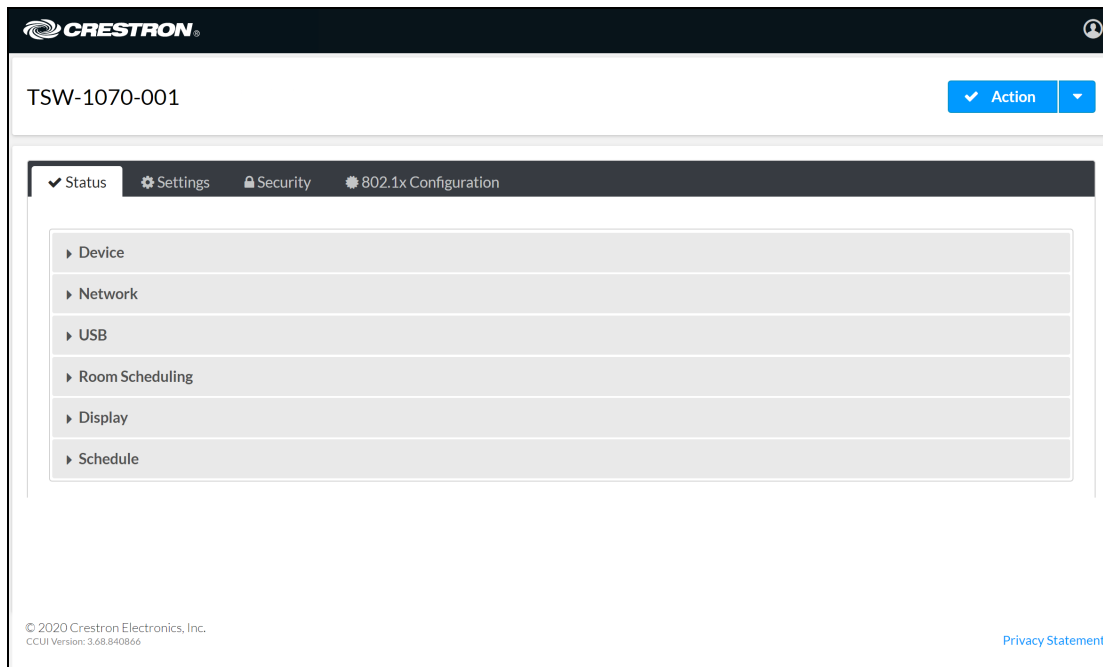 CRESTRON®
TSW-1070-001
Action
Status Settings Security 802.1x Configuration
Device
Network
USB
Room Scheduling
Display
Schedule
© 2020 Crestron Electronics, Inc.
CCUI Version: 3.68.840866
Privacy Statement